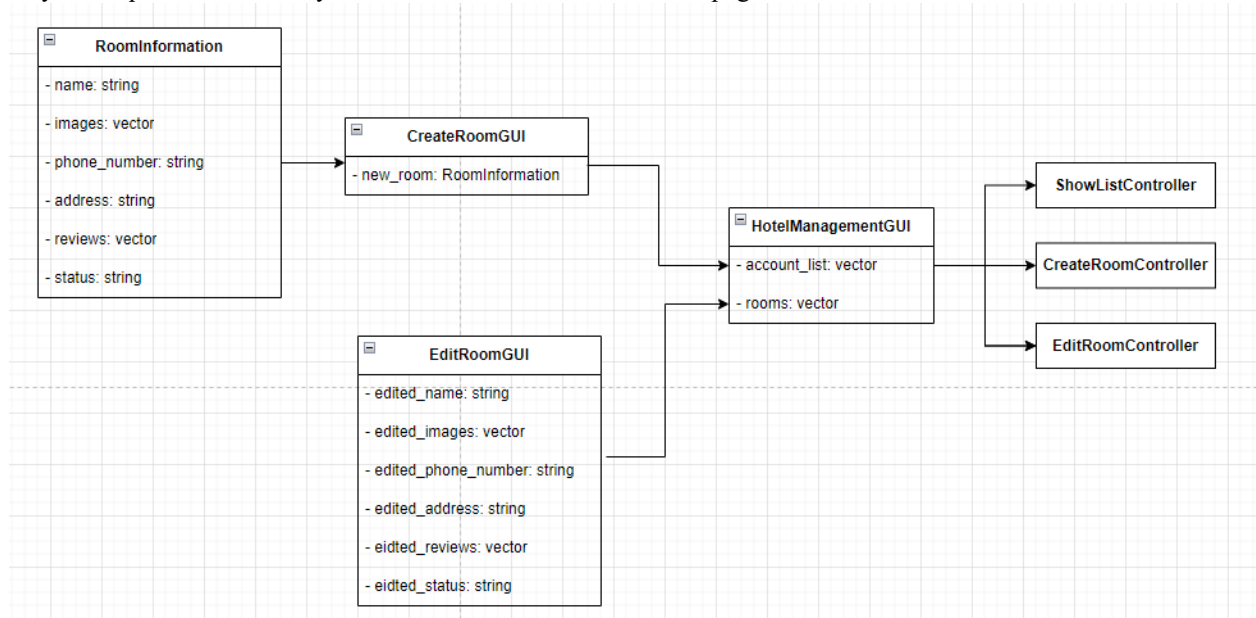 RoomInformation
- name: string
- images: vector
- phone_number: string
- address: string
- reviews: vector
- status: string
CreateRoomGUI
- new_room: RoomInformation
EditRoomGUI
- edited_name: string
- edited_images: vector
- edited_phone_number: string
- edited_address: string
- eidted_reviews: vector
- eidted_status: string
HotelManagementGUI
- account_list: vector
- rooms: vector
ShowListController
CreateRoomController
EditRoomController